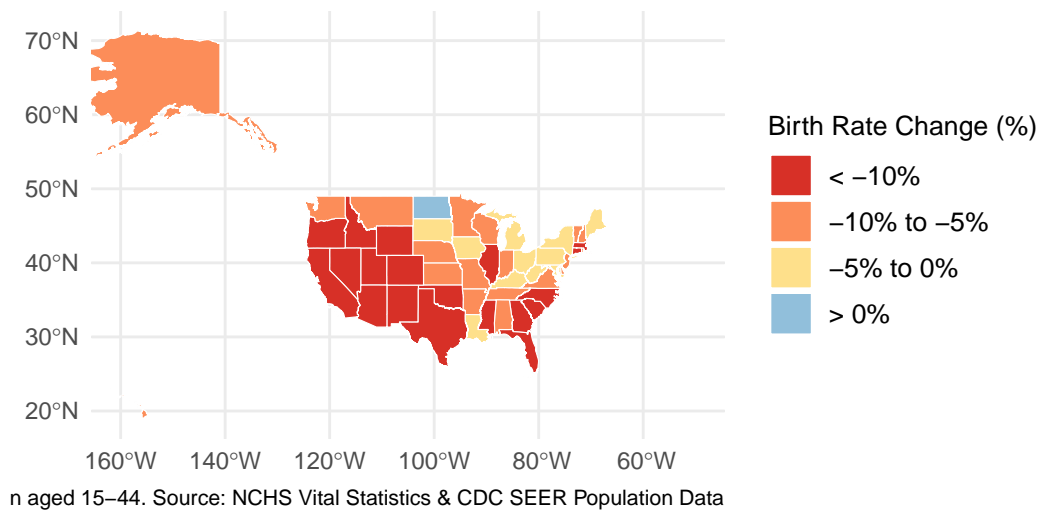 70°N
60°N
50°N
40°N
30°N
20°N
160°W 140°W 120°W 100°W 80°W 60°W
Birth Rate Change (%)
< −10%
−10% to −5%
−5% to 0%
> 0%
n aged 15−44. Source: NCHS Vital Statistics & CDC SEER Population Data